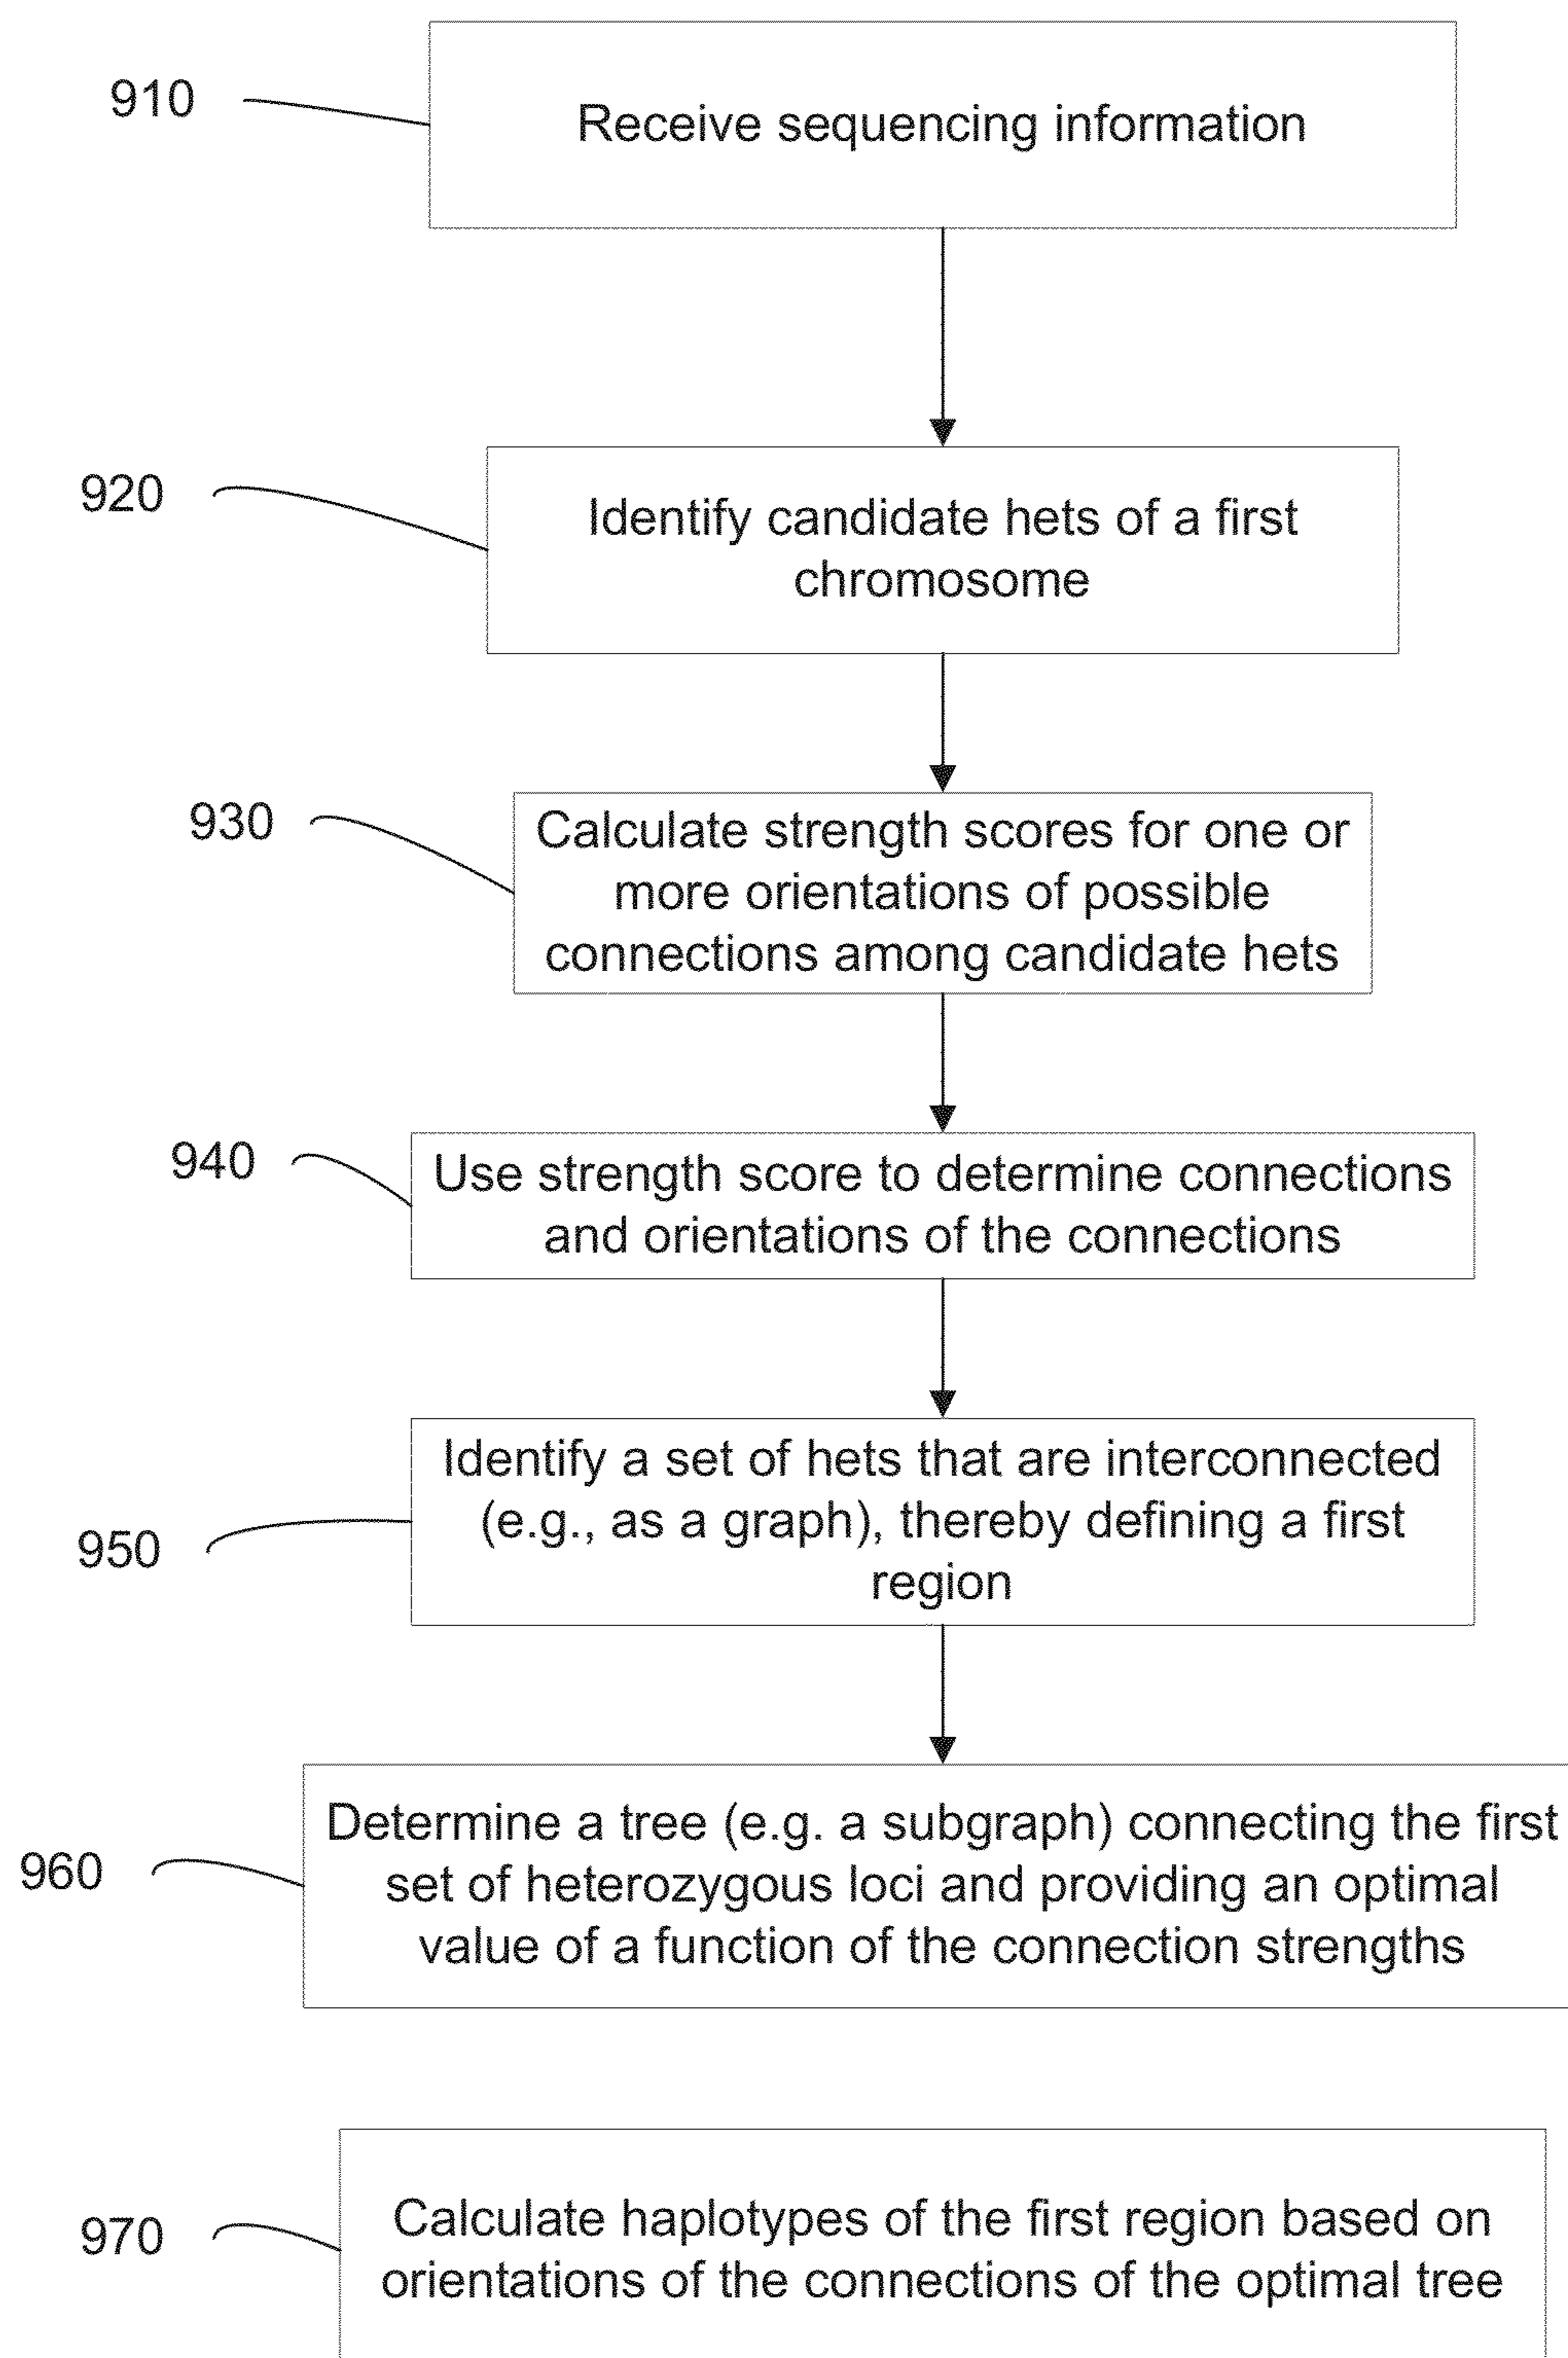 910
Receive sequencing information
920
Identify candidate hets of a first
chromosome
930
Calculate strength scores for one or
more orientations of possible
connections among candidate hets
940
Use strength score to determine connections
and orientations of the connections
950
Identify a set of hets that are interconnected
(e.g., as a graph), thereby defining a first
region
960
Determine a tree (e.g. a subgraph) connecting the first
set of heterozygous loci and providing an optimal
value of a function of the connection strengths
970
Calculate haplotypes of the first region based on
orientations of the connections of the optimal tree